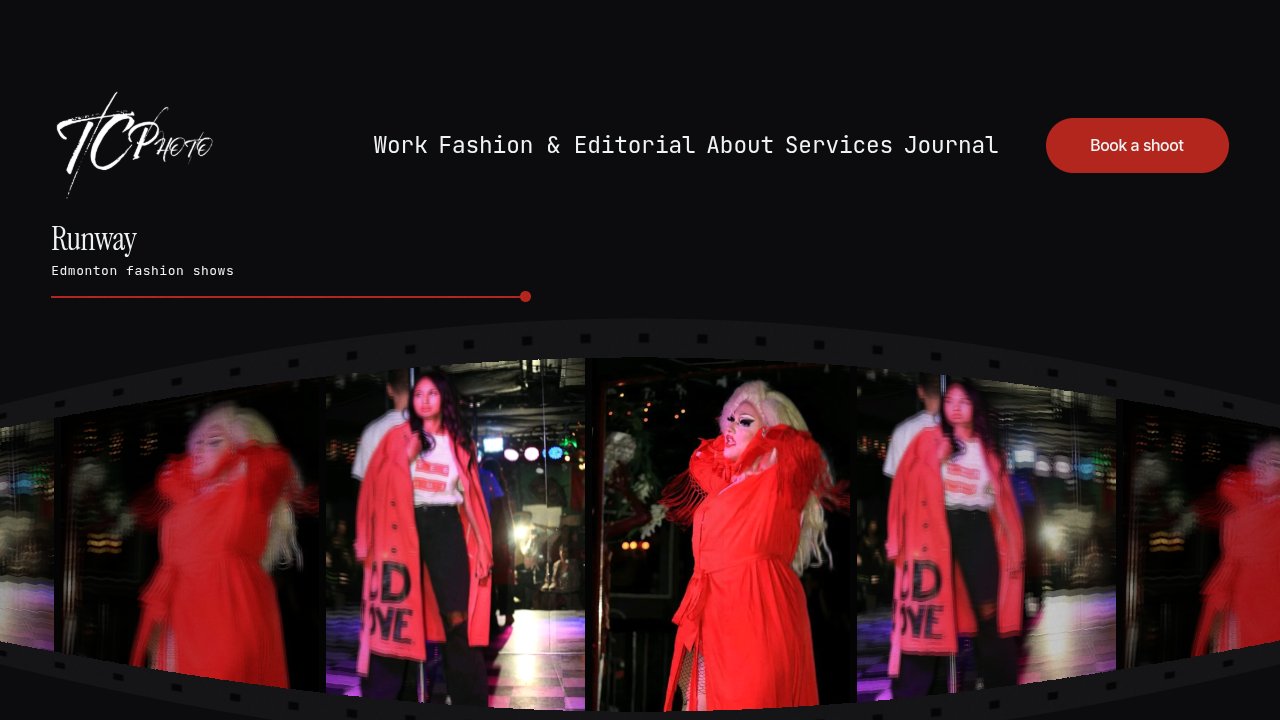 TCPHOTO
Work Fashion & Editorial About Services Journal
Book a shoot
Runway
Edmonton fashion shows